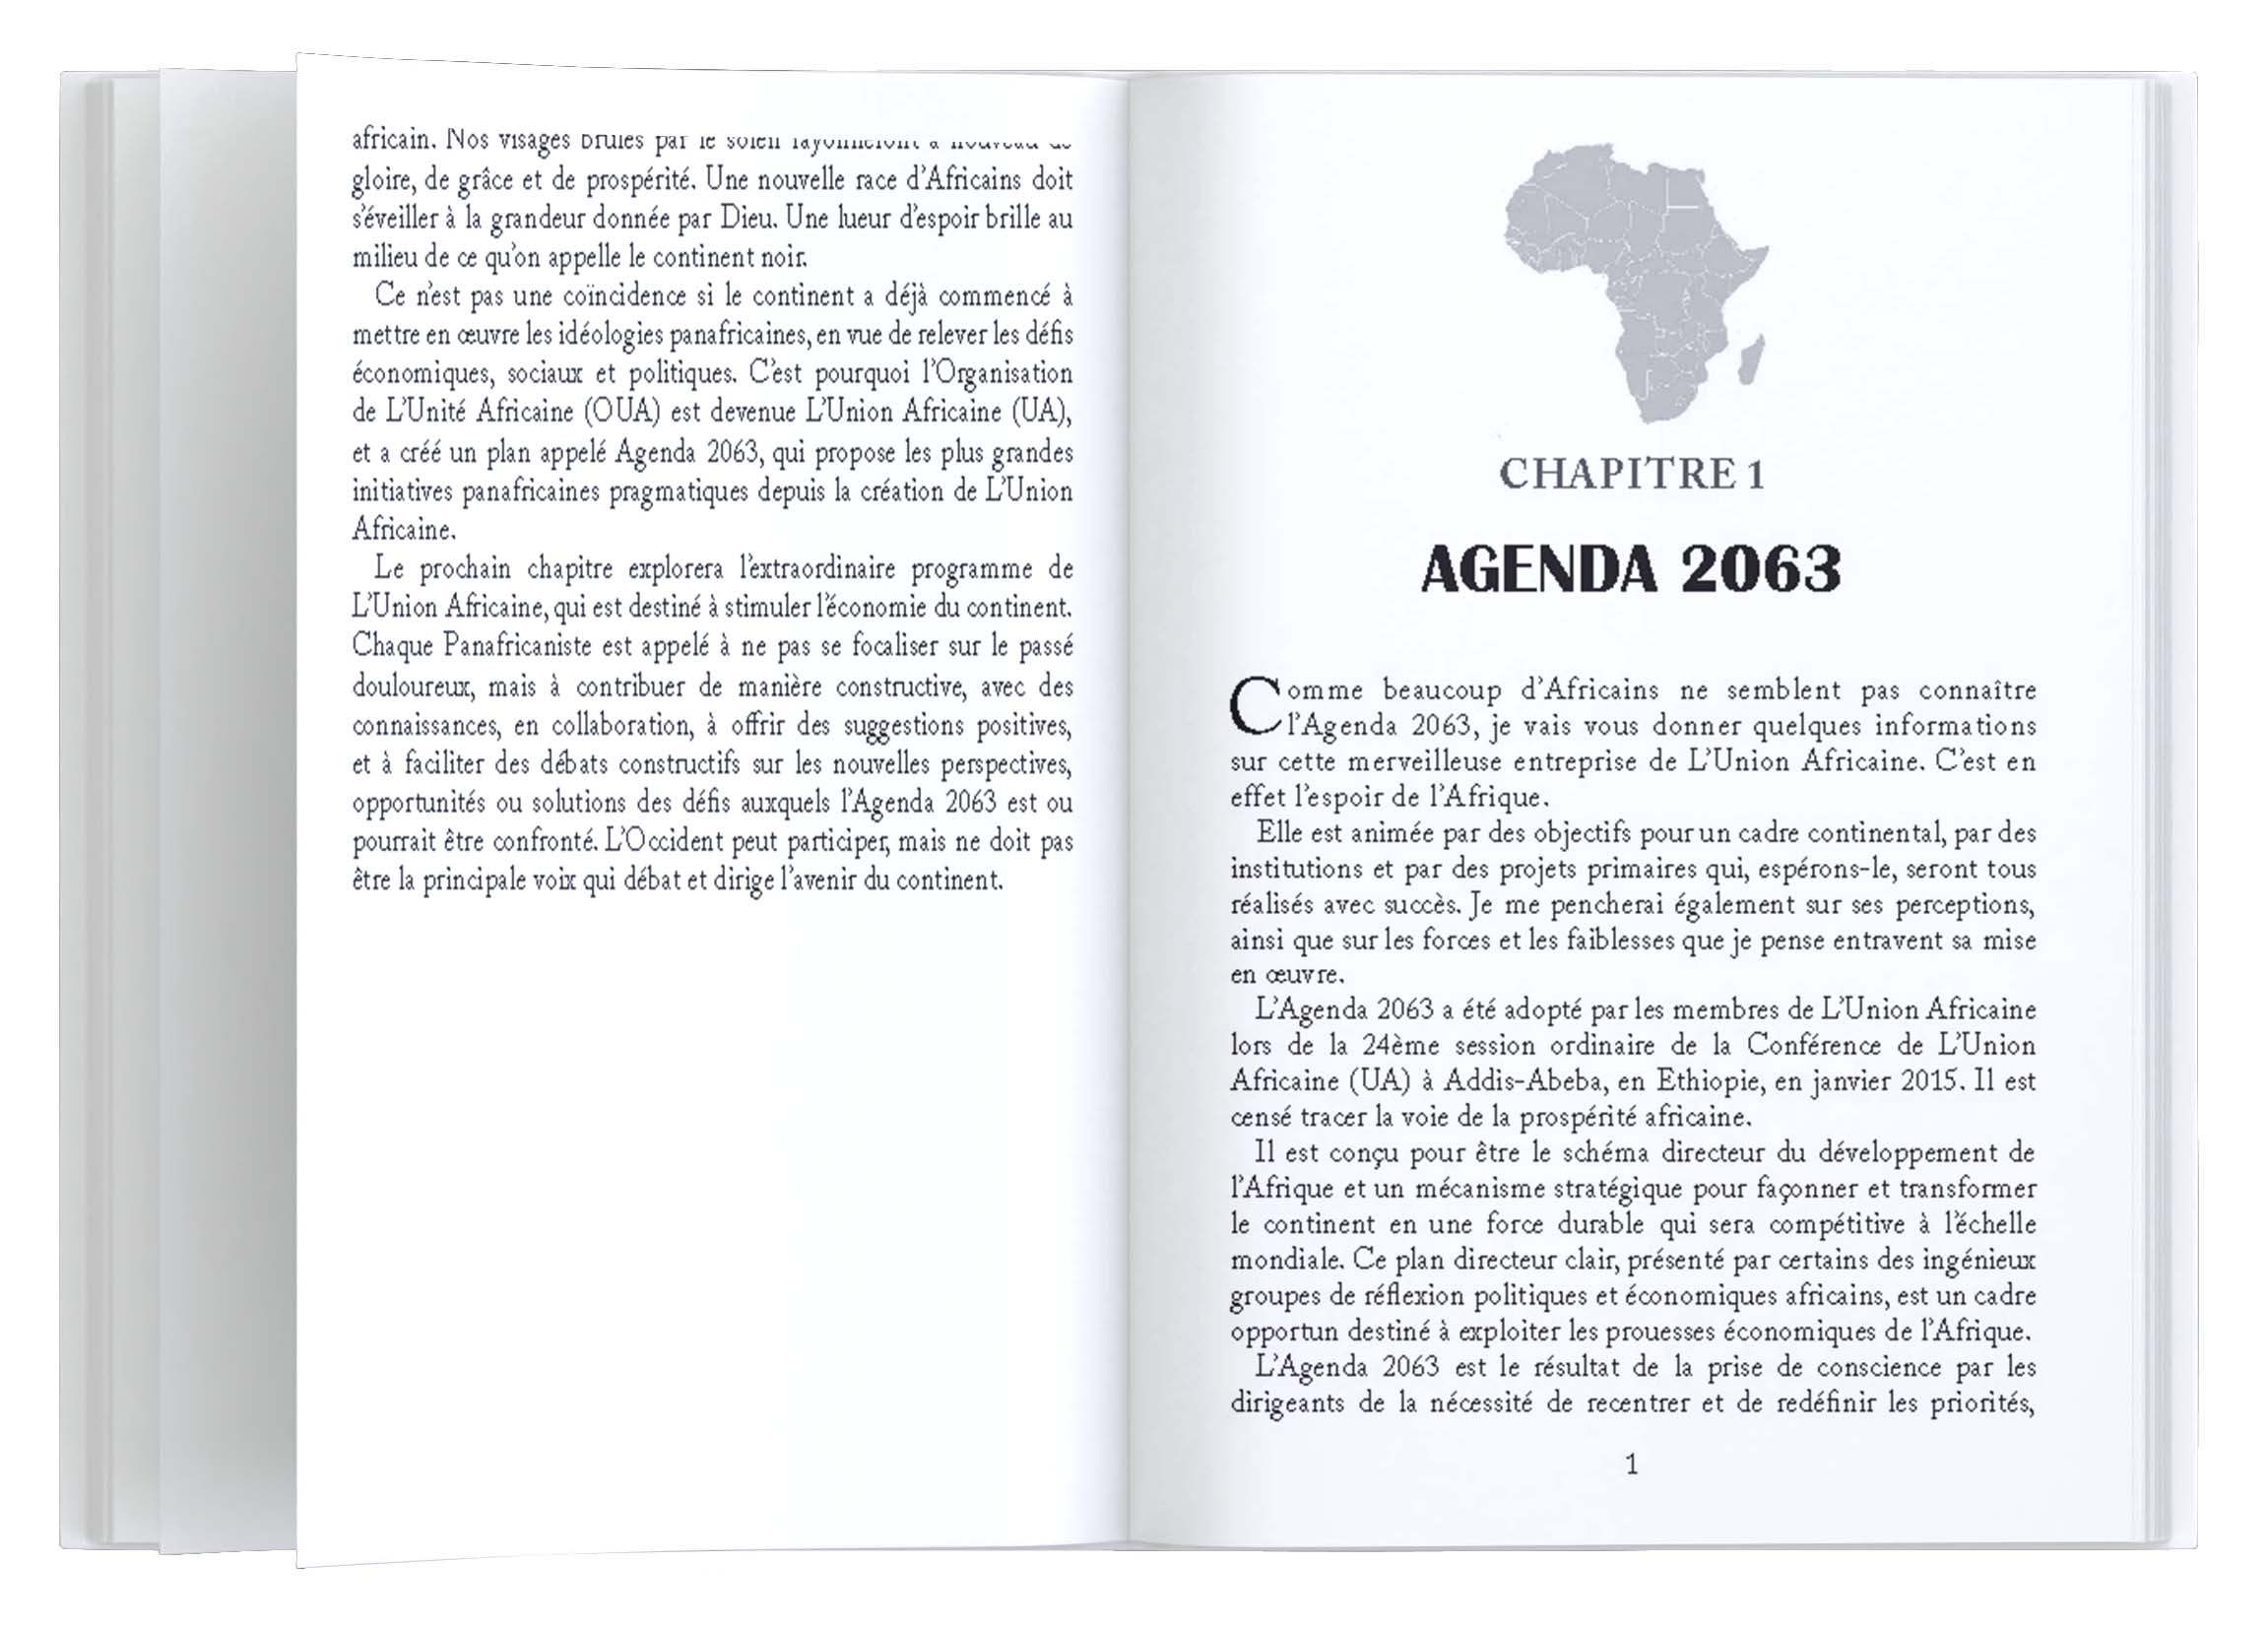 africain. Nos visages brûlés par le soleil rayonneront à nouveau de
gloire, de grâce et de prospérité. Une nouvelle race d’Africains doit
s’éveiller à la grandeur donnée par Dieu. Une lueur d’espoir brille au
milieu de ce qu’on appelle le continent noir.
Ce n’est pas une coïncidence si le continent a déjà commencé à
mettre en œuvre les idéologies panafricaines, en vue de relever les défis
économiques, sociaux et politiques. C’est pourquoi l’Organisation
de L’Unité Africaine (OUA) est devenue L’Union Africaine (UA),
et a créé un plan appelé Agenda 2063, qui propose les plus grandes
initiatives panafricaines pragmatiques depuis la création de L’Union
Africaine.
Le prochain chapitre explorera l’extraordinaire programme de
L’Union Africaine, qui est destiné à stimuler l’économie du continent.
Chaque Panafricaniste est appelé à ne pas se focaliser sur le passé
douloureux, mais à contribuer de manière constructive, avec des
connaissances, en collaboration, à offrir des suggestions positives,
et à faciliter des débats constructifs sur les nouvelles perspectives,
opportunités ou solutions des défis auxquels l’Agenda 2063 est ou
pourrait être confronté. L’Occident peut participer, mais ne doit pas
être la principale voix qui débat et dirige l’avenir du continent.
CHAPITRE 1
AGENDA 2063
Comme beaucoup d’Africains ne semblent pas connaître
l’Agenda 2063, je vais vous donner quelques informations
sur cette merveilleuse entreprise de L’Union Africaine. C’est en
effet l’espoir de l’Afrique.
Elle est animée par des objectifs pour un cadre continental, par des
institutions et par des projets primaires qui, espérons-le, seront tous
réalisés avec succès. Je me pencherai également sur ses perceptions,
ainsi que sur les forces et les faiblesses que je pense entravent sa mise
en œuvre.
L’Agenda 2063 a été adopté par les membres de L’Union Africaine
lors de la 24ème session ordinaire de la Conférence de L’Union
Africaine (UA) à Addis-Abeba, en Ethiopie, en janvier 2015. Il est
censé tracer la voie de la prospérité africaine.
Il est conçu pour être le schéma directeur du développement de
l’Afrique et un mécanisme stratégique pour façonner et transformer
le continent en une force durable qui sera compétitive à l’échelle
mondiale. Ce plan directeur clair, présenté par certains des ingénieux
groupes de réflexion politiques et économiques africains, est un cadre
opportun destiné à exploiter les prouesses économiques de l’Afrique.
L’Agenda 2063 est le résultat de la prise de conscience par les
dirigeants de la nécessité de recentrer et de redéfinir les priorités,
1